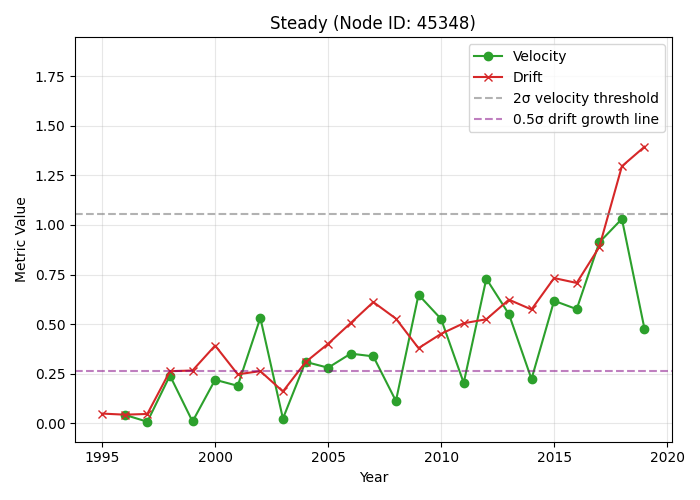 Steady (Node ID: 45348)
Velocity
Drift
2σ velocity threshold
0.5σ drift growth line
Metric Value
1.75
1.50
1.25
1.00
0.75
0.50
0.25
0.00
1995
2000
2005
2010
2015
2020
Year